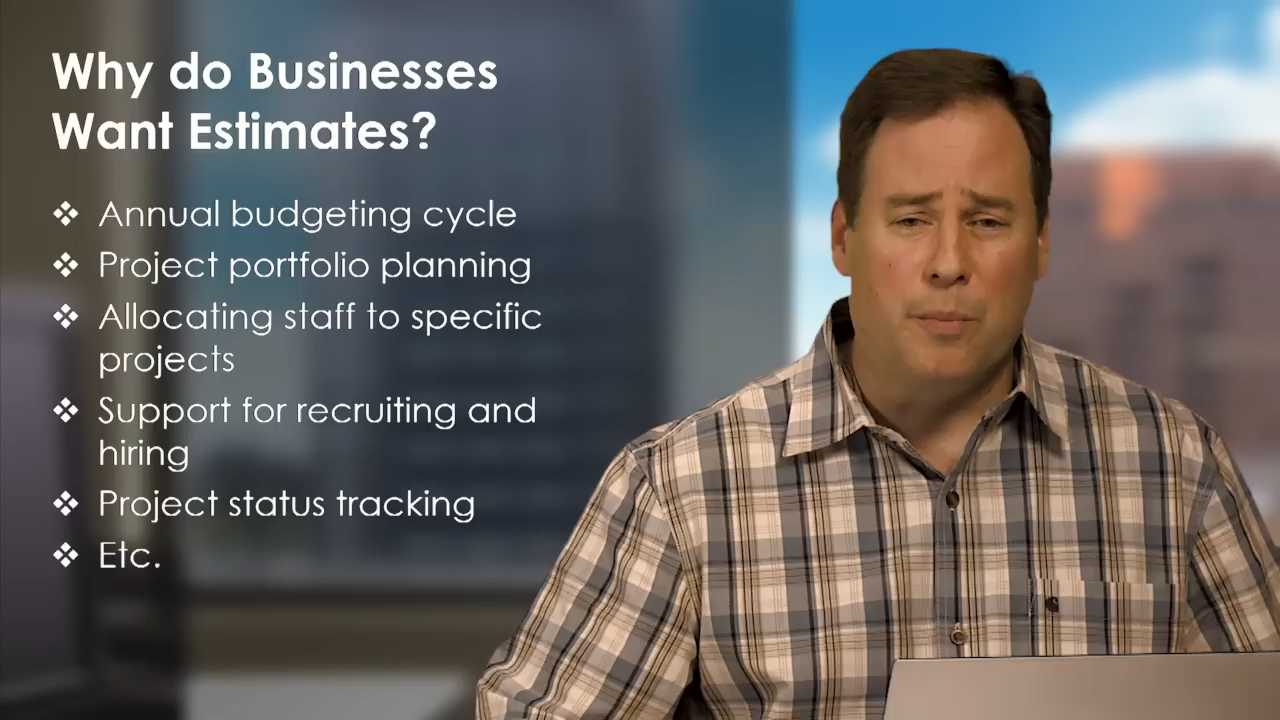 Why do Businesses
Want Estimates?
❖ Annual budgeting cycle
❖ Project portfolio planning
❖ Allocating staff to specific
projects
❖ Support for recruiting and
hiring
❖ Project status tracking
❖ Etc.